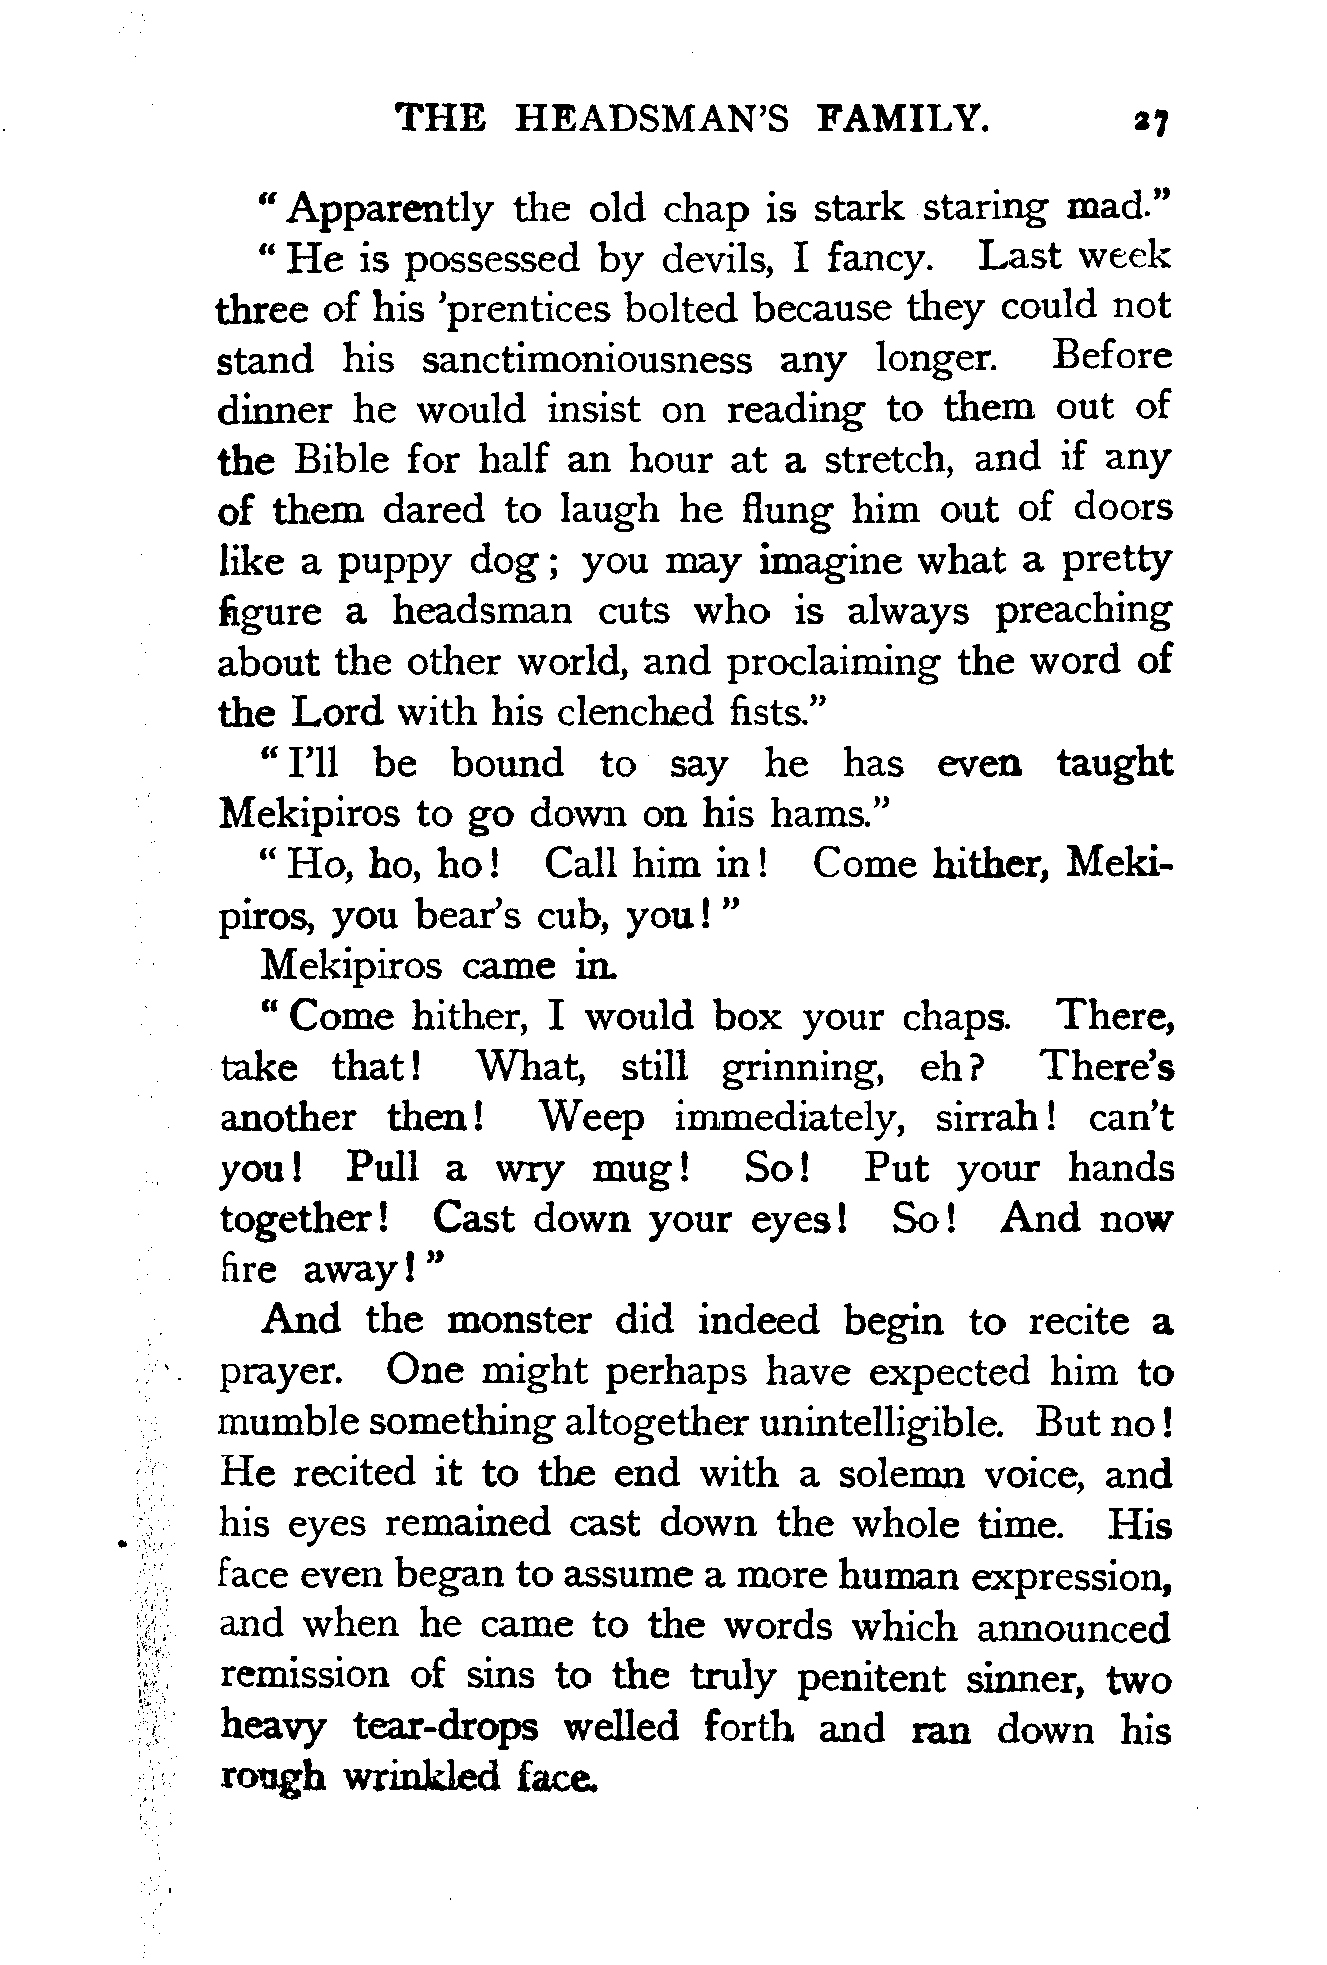 THE HEADSMAN'S FAMILY. 27
"Apparently the old chap is stark staring mad."
"He is possessed by devils, I fancy. Last week
three of his 'prentices bolted because they could not
stand his sanctimoniousness any longer. Before
dinner he would insist on reading to them out of
the Bible for half an hour at a stretch, and if any
of them dared to laugh he flung him out of doors
like a puppy dog; you may imagine what a pretty
figure a headsman cuts who is always preaching
about the other world, and proclaiming the word of
the Lord with his clenched fists."
"I'll be bound to say he has even taught
Mekipiros to go down on his hams."
"Ho, ho, ho! Call him in! Come hither, Meki-
piros, you bear's cub, you!"
Mekipiros came in.
"Come hither, I would box your chaps. There,
take that! What, still grinning, eh? There's
another then! Weep immediately, sirrah! can't
you! Pull a wry mug! So! Put your hands
together! Cast down your eyes! So! And now
fire away!"
And the monster did indeed begin to recite a
prayer. One might perhaps have expected him to
mumble something altogether unintelligible. But no!
He recited it to the end with a solemn voice, and
his eyes remained cast down the whole time. His
face even began to assume a more human expression,
and when he came to the words which announced
remission of sins to the truly penitent sinner, two
heavy tear-drops welled forth and ran down his
rough wrinkled face.